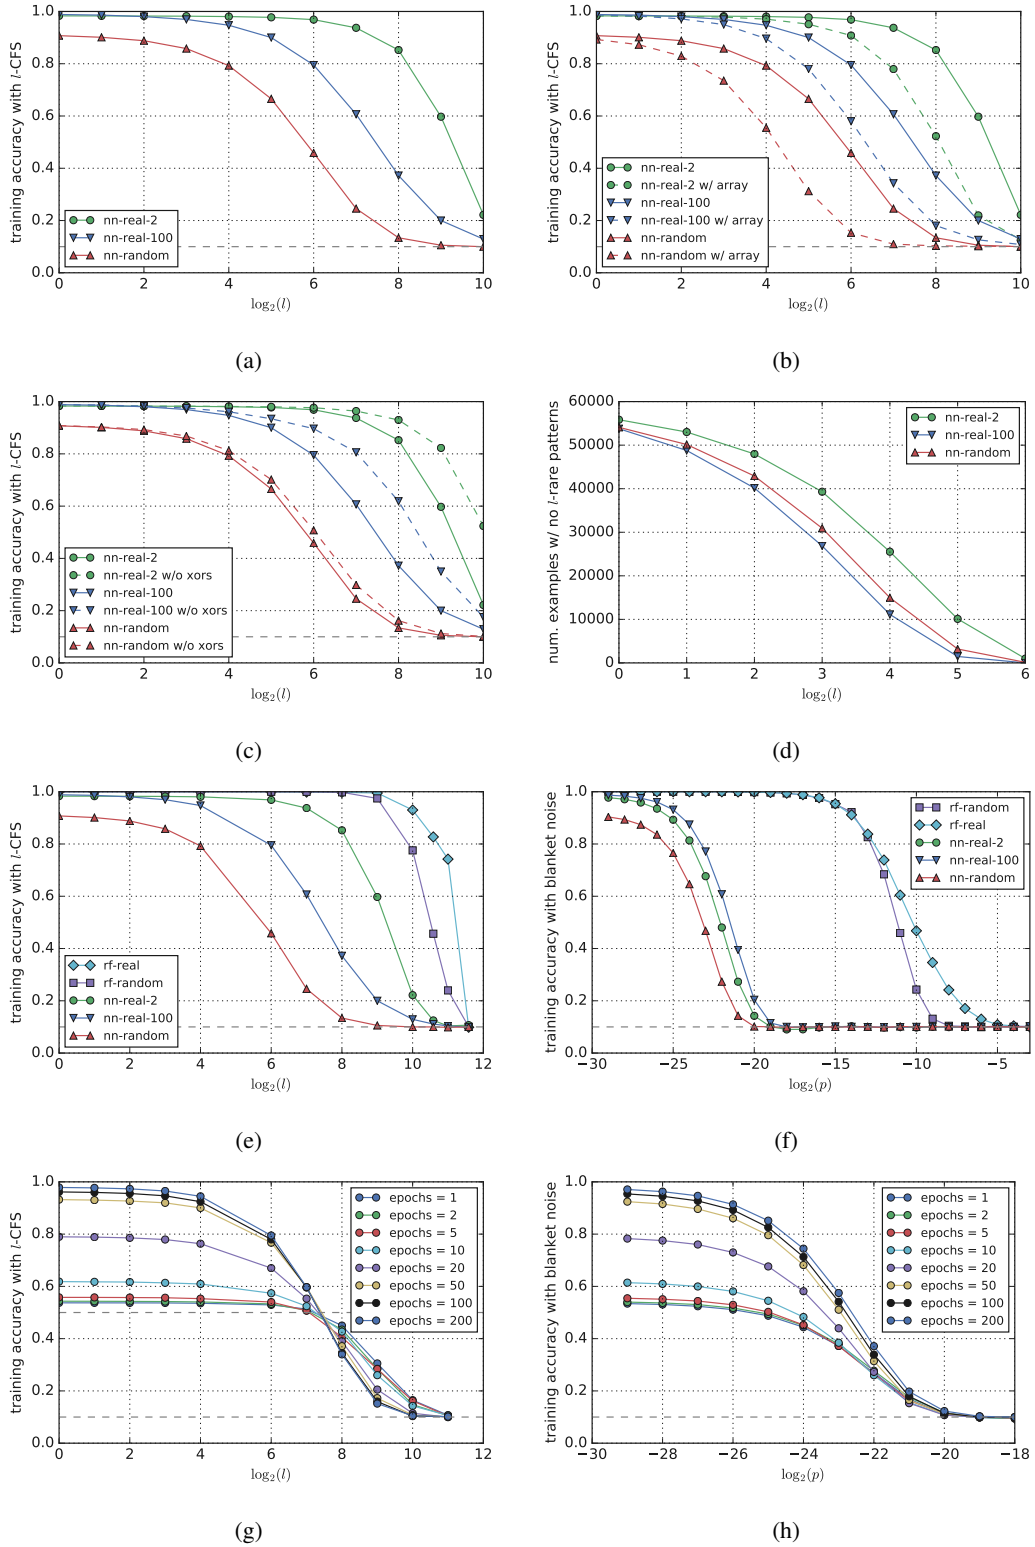 training accuracy with l-CFS
1.0
0.8
0.6
0.4
0.2
0.0
nn-real-2
nn-real-100
nn-random
0 2 4 6 8 10
log₂(l)
(a)
training accuracy with l-CFS
1.0
0.8
0.6
0.4
0.2
0.0
nn-real-2
nn-real-2 w/ array
nn-real-100
nn-real-100 w/ array
nn-random
nn-random w/ array
0 2 4 6 8 10
log₂(l)
(b)
training accuracy with l-CFS
1.0
0.8
0.6
0.4
0.2
0.0
nn-real-2
nn-real-2 w/o xors
nn-real-100
nn-real-100 w/o xors
nn-random
nn-random w/o xors
0 2 4 6 8 10
log₂(l)
(c)
num. examples w/ no l-rare patterns
60000
50000
40000
30000
20000
10000
0
nn-real-2
nn-real-100
nn-random
0 1 2 3 4 5 6
log₂(l)
(d)
training accuracy with l-CFS
1.0
0.8
0.6
0.4
0.2
0.0
rf-real
rf-random
nn-real-2
nn-real-100
nn-random
0 2 4 6 8 10 12
log₂(l)
(e)
training accuracy with blanket noise
1.0
0.8
0.6
0.4
0.2
0.0
rf-random
rf-real
nn-real-2
nn-real-100
nn-random
−30 −25 −20 −15 −10 −5
log₂(p)
(f)
training accuracy with l-CFS
1.0
0.8
0.6
0.4
0.2
0.0
epochs = 1
epochs = 2
epochs = 5
epochs = 10
epochs = 20
epochs = 50
epochs = 100
epochs = 200
0 2 4 6 8 10 12
log₂(l)
(g)
training accuracy with blanket noise
1.0
0.8
0.6
0.4
0.2
0.0
epochs = 1
epochs = 2
epochs = 5
epochs = 10
epochs = 20
epochs = 50
epochs = 100
epochs = 200
−30 −28 −26 −24 −22 −20 −18
log₂(p)
(h)